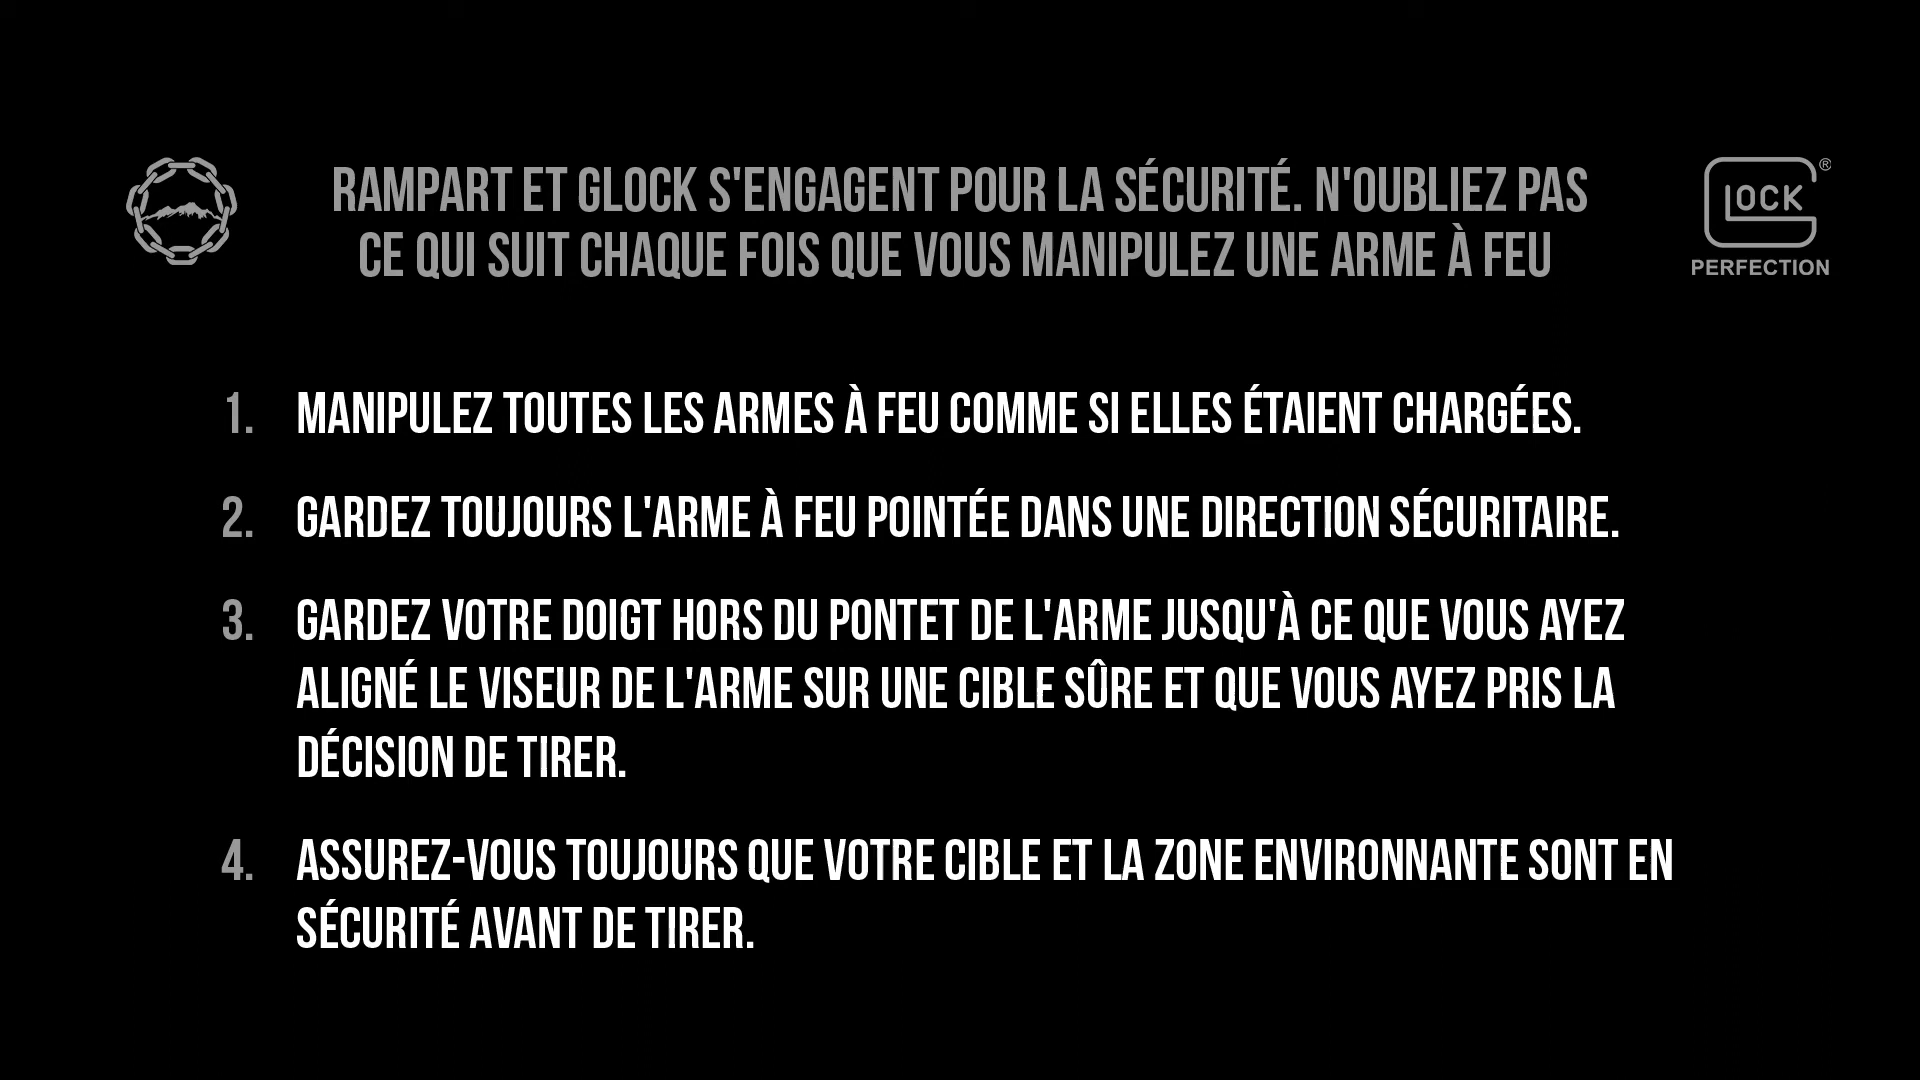 RAMPART ET GLOCK S'ENGAGENT POUR LA SÉCURITÉ. N'OUBLIEZ PAS
CE QUI SUIT CHAQUE FOIS QUE VOUS MANIPULEZ UNE ARME À FEU
GLOCK ®
PERFECTION
1. MANIPULEZ TOUTES LES ARMES À FEU COMME SI ELLES ÉTAIENT CHARGÉES.
2. GARDEZ TOUJOURS L'ARME À FEU POINTÉE DANS UNE DIRECTION SÉCURITAIRE.
3. GARDEZ VOTRE DOIGT HORS DU PONTET DE L'ARME JUSQU'À CE QUE VOUS AYEZ
ALIGNÉ LE VISEUR DE L'ARME SUR UNE CIBLE SÛRE ET QUE VOUS AYEZ PRIS LA
DÉCISION DE TIRER.
4. ASSUREZ-VOUS TOUJOURS QUE VOTRE CIBLE ET LA ZONE ENVIRONNANTE SONT EN
SÉCURITÉ AVANT DE TIRER.